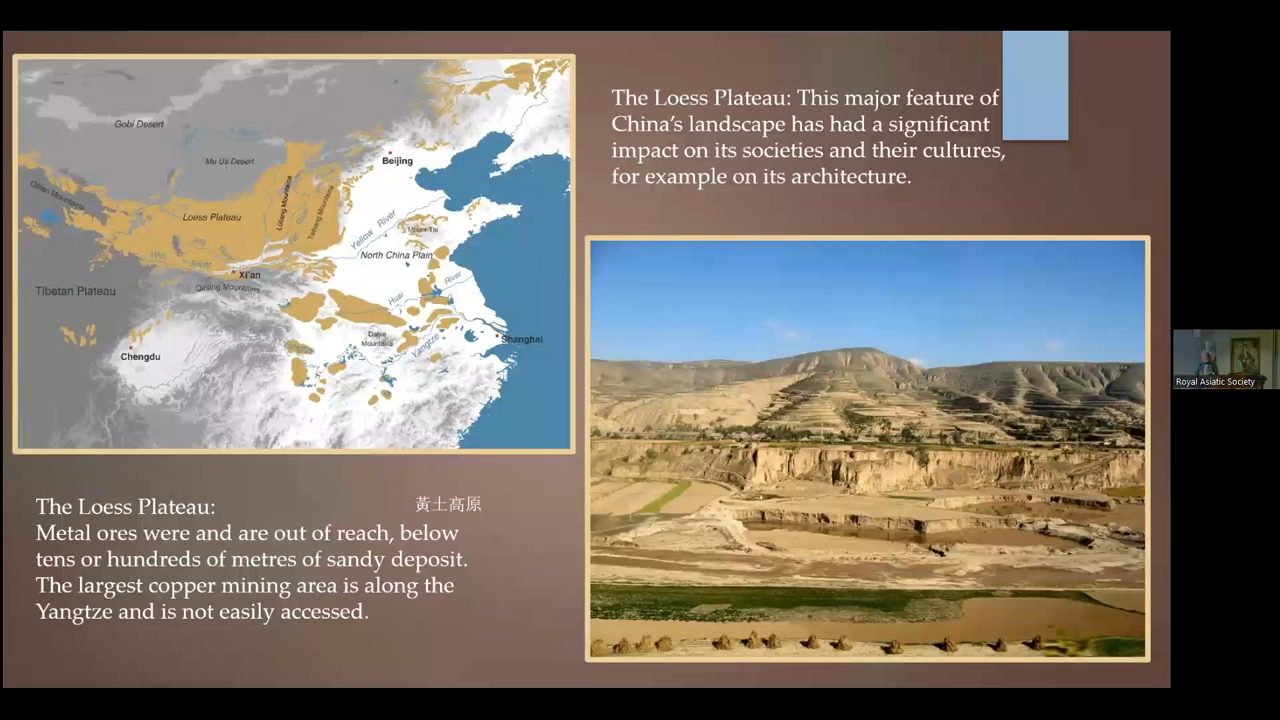 Gobi Desert
Mu Us Desert
Beijing
Qilian Mountains
Loess Plateau
Lüliang Mountains
Taihang Mountains
Yellow River
Mount Tai
North China Plain
Wei
River
Xi'an
Qinling Mountains
Tibetan Plateau
Huai
River
Chengdu
Dabie
Mountains
Yangtze
Shanghai
The Loess Plateau: This major feature of
China's landscape has had a significant
impact on its societies and their cultures,
for example on its architecture.
The Loess Plateau: 黃土高原
Metal ores were and are out of reach, below
tens or hundreds of metres of sandy deposit.
The largest copper mining area is along the
Yangtze and is not easily accessed.
Royal Asiatic Society